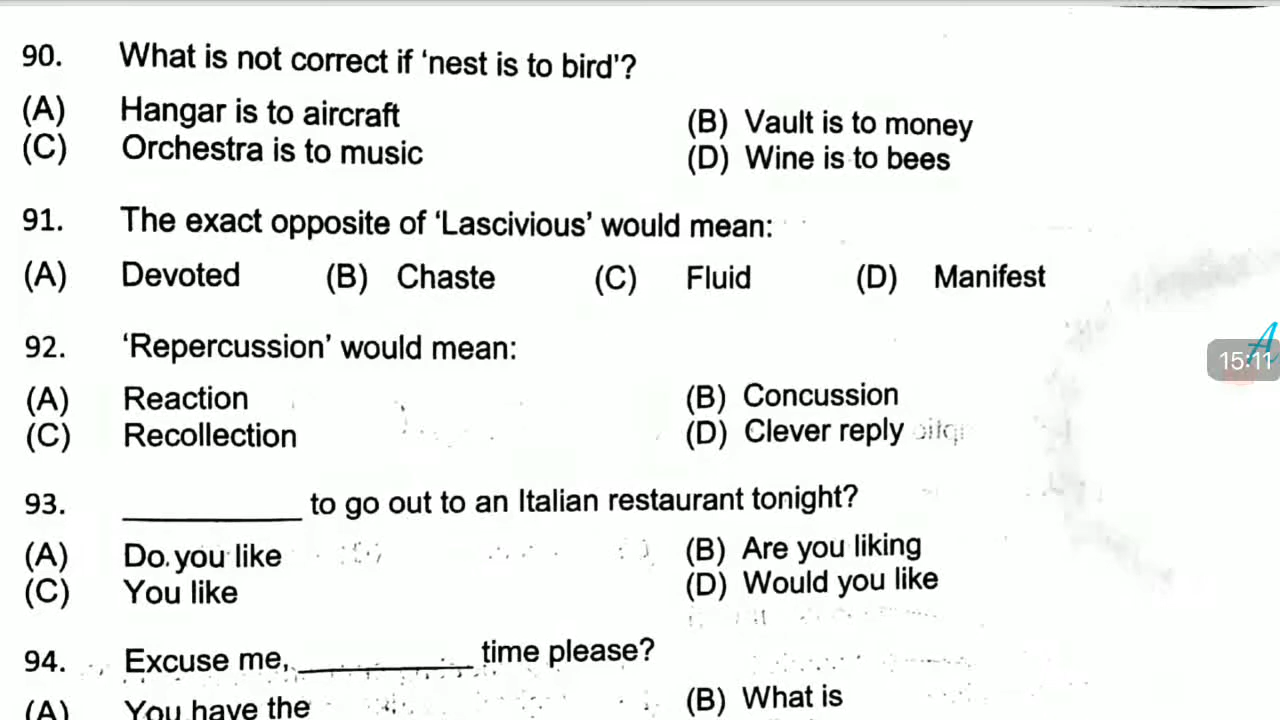 90. What is not correct if ‘nest is to bird’?
(A) Hangar is to aircraft (B) Vault is to money
(C) Orchestra is to music (D) Wine is to bees
91. The exact opposite of ‘Lascivious’ would mean:
(A) Devoted (B) Chaste (C) Fluid (D) Manifest
92. ‘Repercussion’ would mean:
(A) Reaction (B) Concussion
(C) Recollection (D) Clever reply
93. __________ to go out to an Italian restaurant tonight?
(A) Do you like (B) Are you liking
(C) You like (D) Would you like
94. Excuse me, __________ time please?
(A) You have the (B) What is
A
15:11